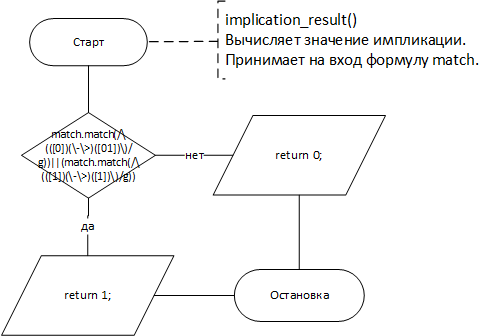 Старт
implication_result()
Вычисляет значение импликации.
Принимает на вход формулу match.
match.match(/\
(([0])(\-\>)([01])\)/
g))||(match.match(/\
(([1])(\-\>)([1])\)/g))
нет
return 0;
да
return 1;
Остановка